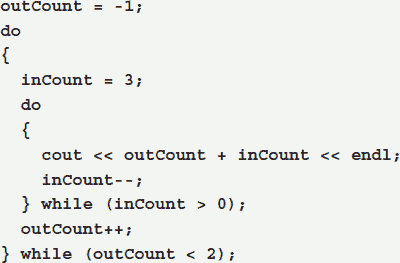 outCount = -1;
do
{
  inCount = 3;
  do
  {
    cout << outCount + inCount << endl;
    inCount--;
  } while (inCount > 0);
  outCount++;
} while (outCount < 2);